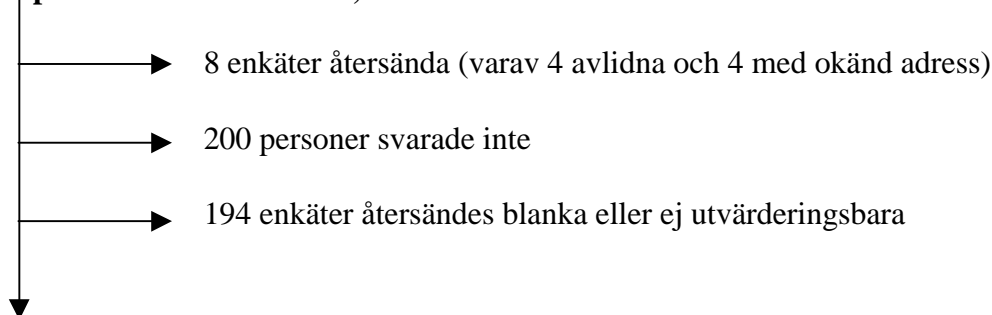 8 enkäter återsända (varav 4 avlidna och 4 med okänd adress)
200 personer svarade inte
194 enkäter återsändes blanka eller ej utvärderingsbara